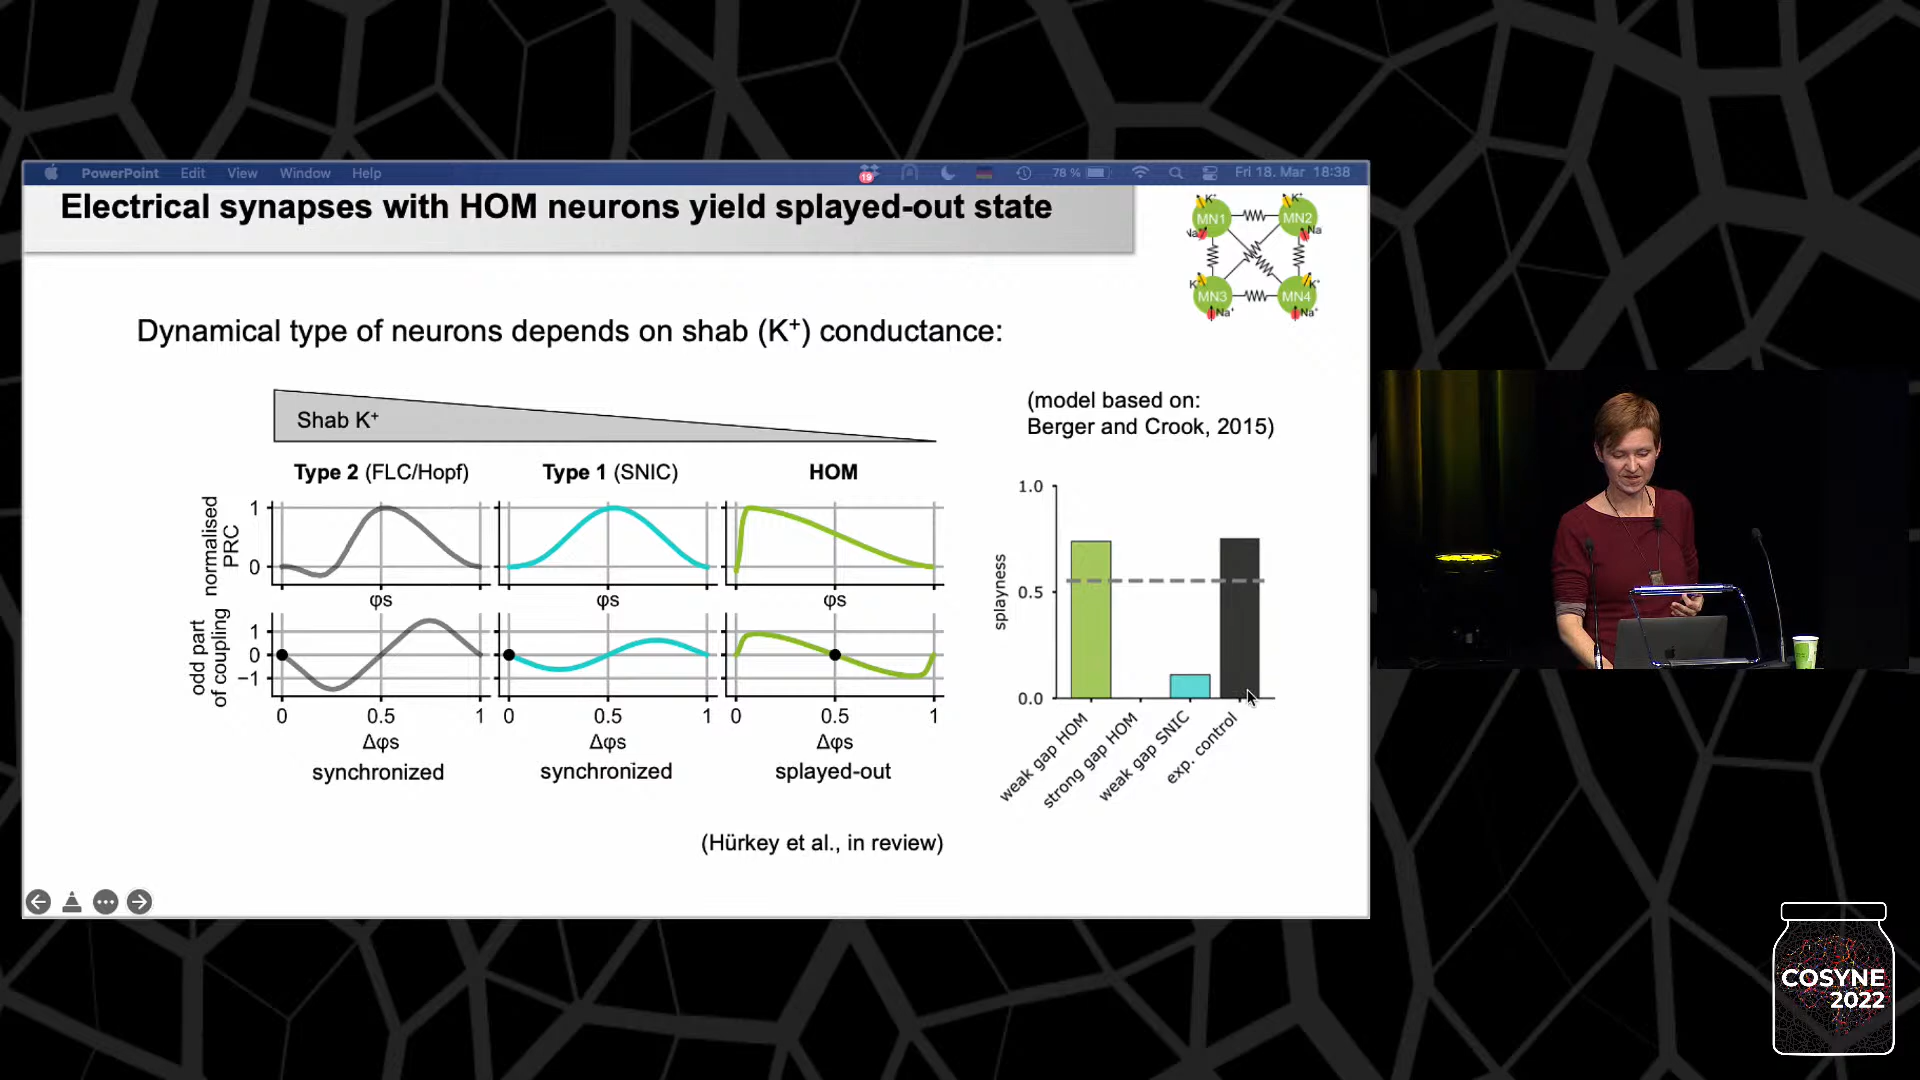 PowerPoint Edit View Window Help
19
78 % Fri 18. Mar 18:38
Electrical synapses with HOM neurons yield splayed-out state
K⁺ K⁺
MN1 MN2
Na⁺ Na
K⁺ K⁺
MN3 MN4
Na⁺ Na⁺
Dynamical type of neurons depends on shab (K⁺) conductance:
Shab K⁺
(model based on:
Berger and Crook, 2015)
Type 2 (FLC/Hopf) Type 1 (SNIC) HOM
normalised
PRC
1
0
φs φs φs
odd part
of coupling
1
0
−1
0 0.5 1 0 0.5 1 0 0.5 1
Δφs Δφs Δφs
synchronized synchronized splayed-out
splayness
1.0
0.5
0.0
weak gap HOM
strong gap HOM
weak gap SNIC
exp. control
(Hürkey et al., in review)
COSYNE
2022